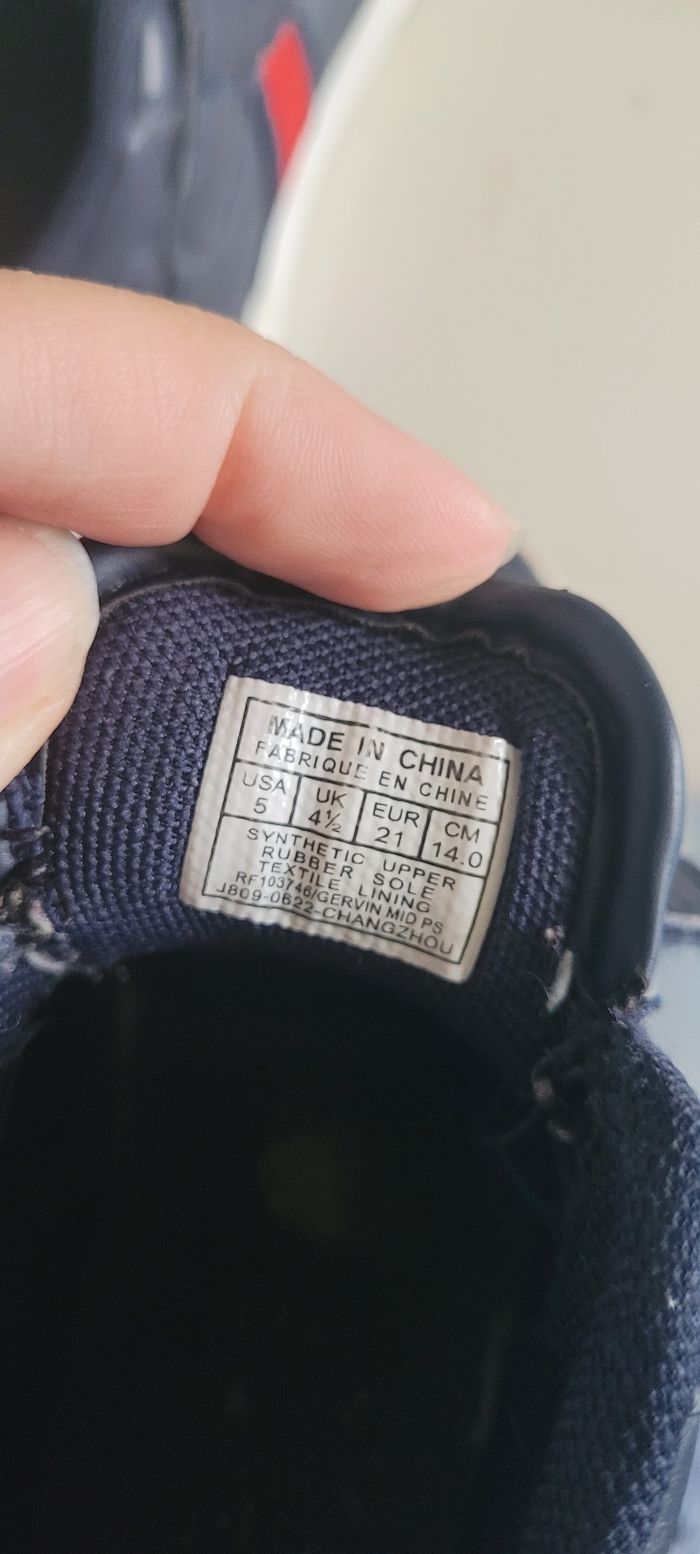 MADE IN CHINA
FABRIQUE EN CHINE
USA UK EUR CM
5 4½ 21 14.0
SYNTHETIC UPPER
RUBBER SOLE
TEXTILE LINING
RF103746/GERVIN MID PS
J809-0622-CHANGZHOU